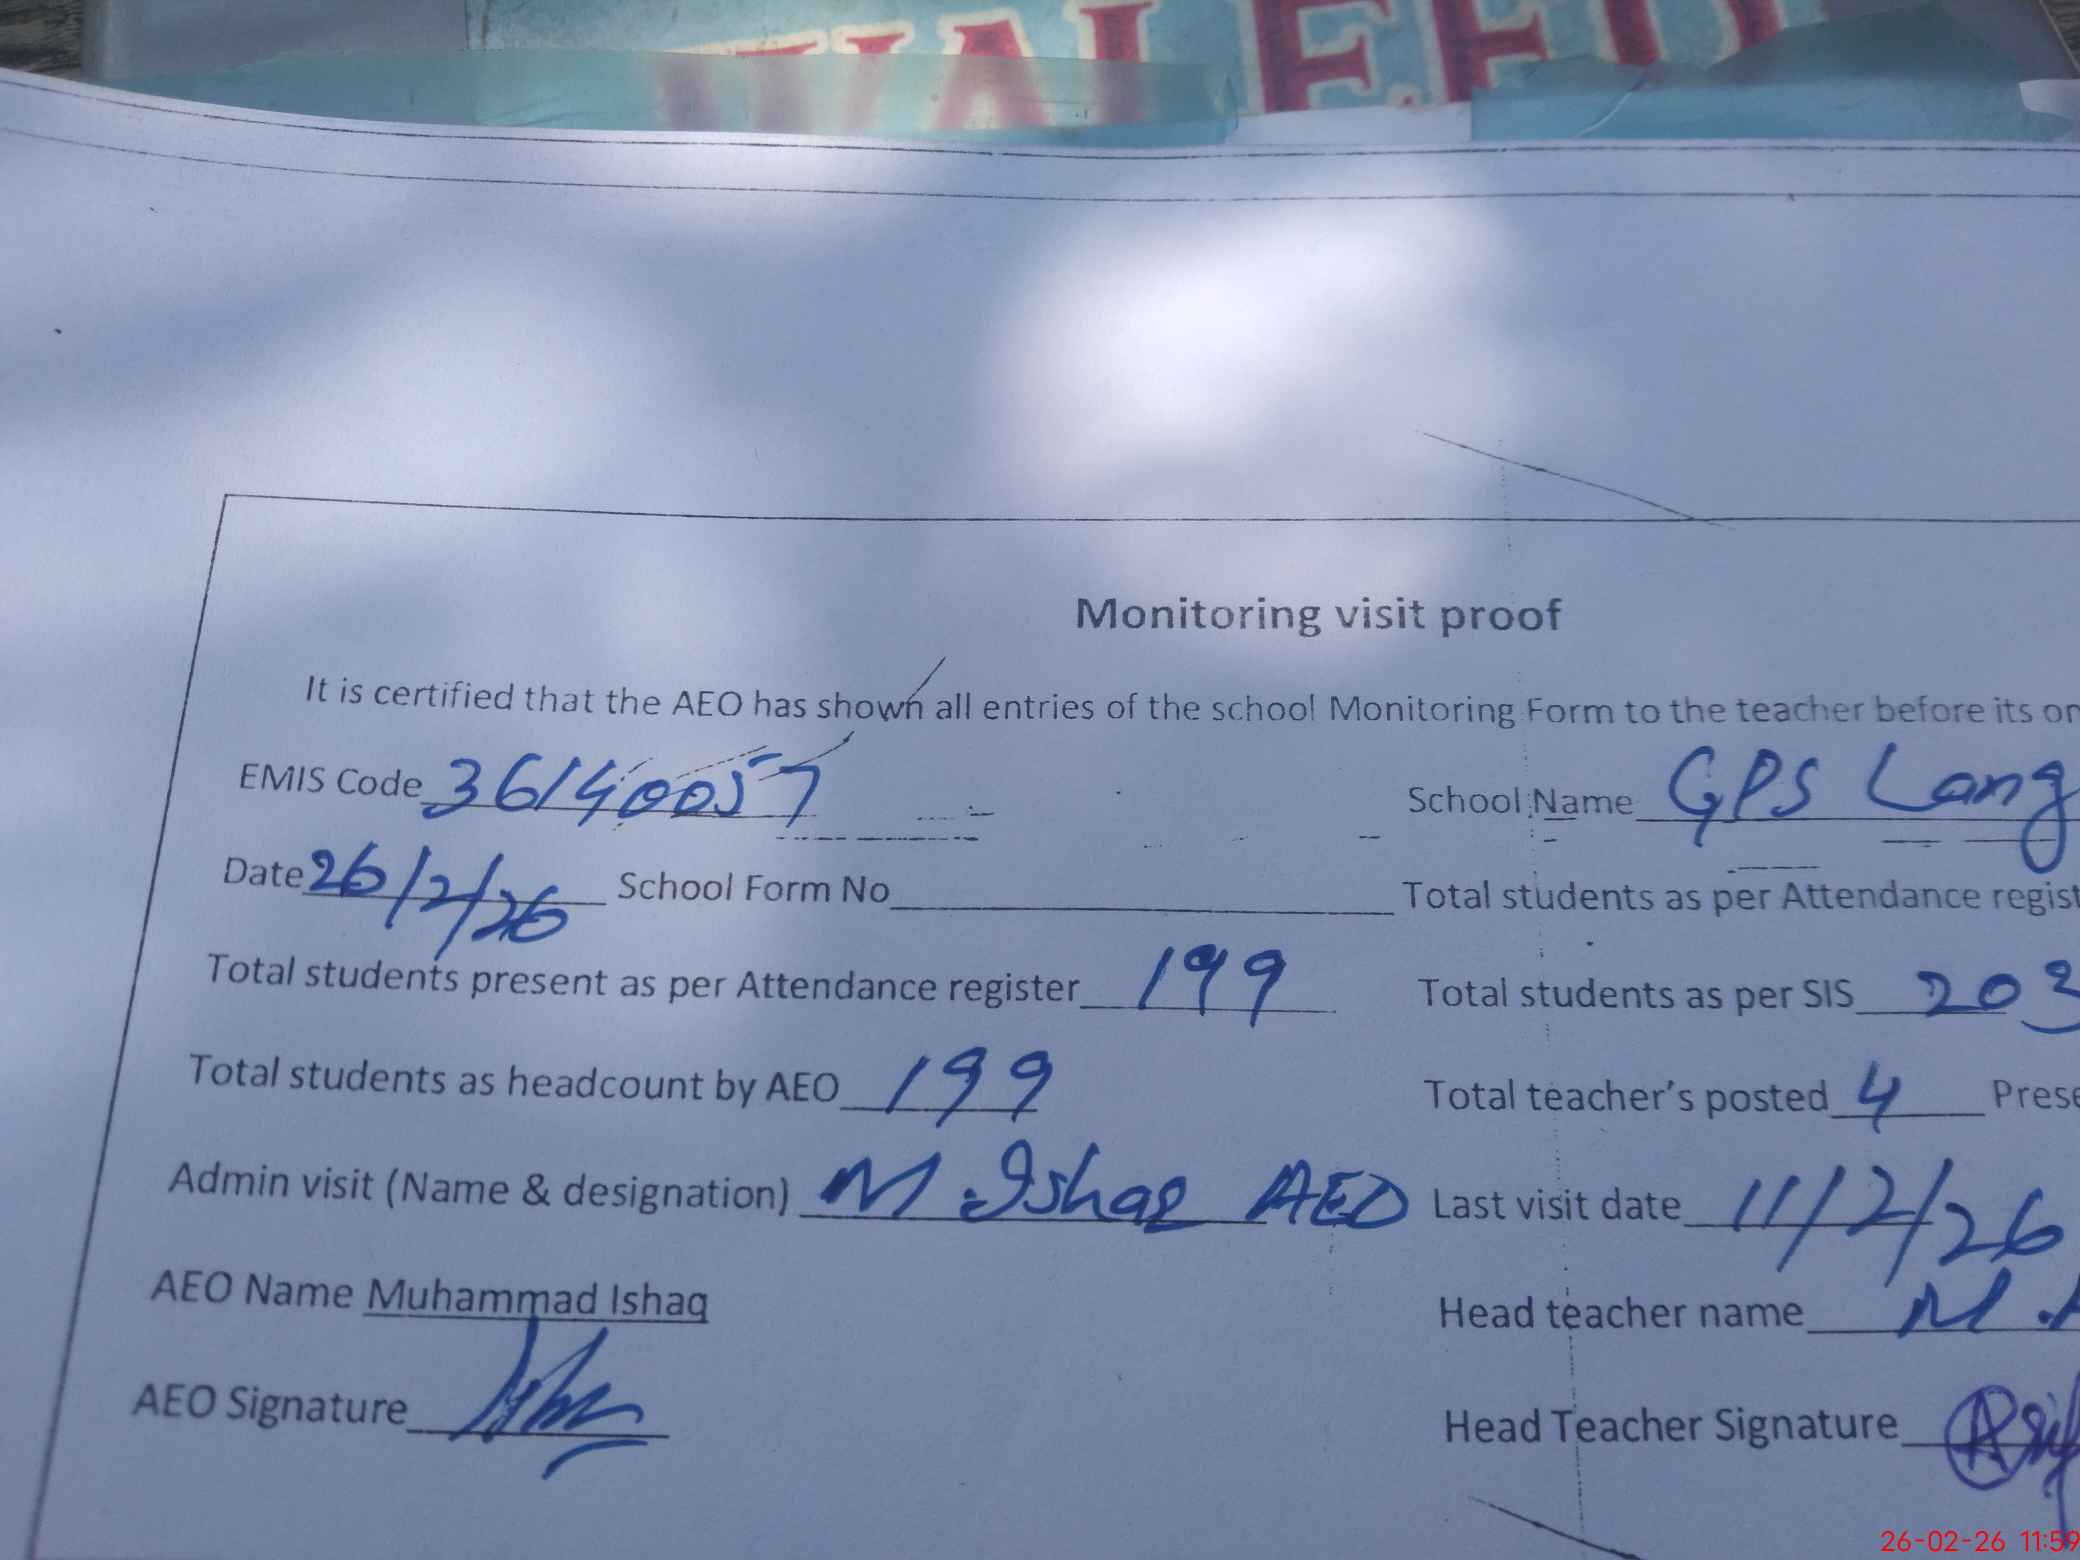 WALEED
Monitoring visit proof
It is certified that the AEO has shown all entries of the school Monitoring Form to the teacher before its on
EMIS Code 36140057 School Name GPS Lang
Date 26/2/26 School Form No Total students as per Attendance regist
Total students present as per Attendance register 199 Total students as per SIS 203
Total students as headcount by AEO 199 Total teacher's posted 4 Prese
Admin visit (Name & designation) M. Ishaq AEO Last visit date 11/2/26
AEO Name Muhammad Ishaq Head teacher name M.
AEO Signature Head Teacher Signature Asif
26-02-26 11:59